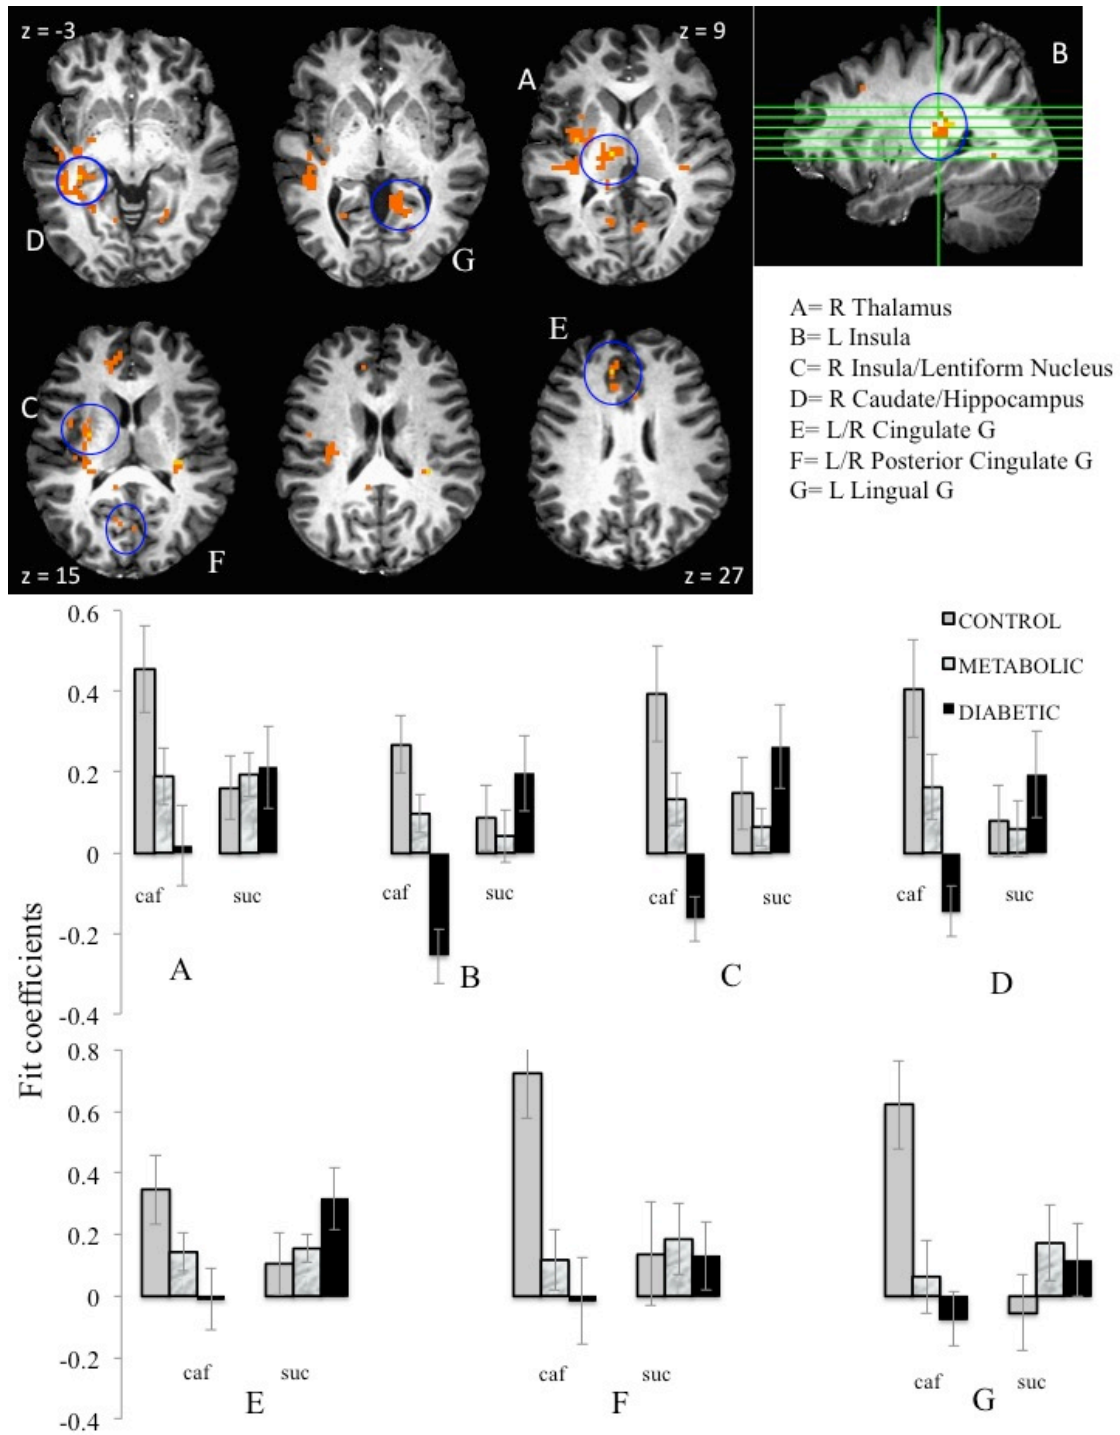 z = -3
z = 9
A
B
D
G
A= R Thalamus
B= L Insula
C= R Insula/Lentiform Nucleus
D= R Caudate/Hippocampus
E= L/R Cingulate G
F= L/R Posterior Cingulate G
G= L Lingual G
E
C
F
z = 15
z = 27
Fit coefficients
0.6
0.4
0.2
0
-0.2
-0.4
CONTROL
METABOLIC
DIABETIC
caf suc
caf suc
caf suc
caf suc
A
B
C
D
0.8
0.6
0.4
0.2
0
-0.2
-0.4
caf suc
caf suc
caf suc
E
F
G